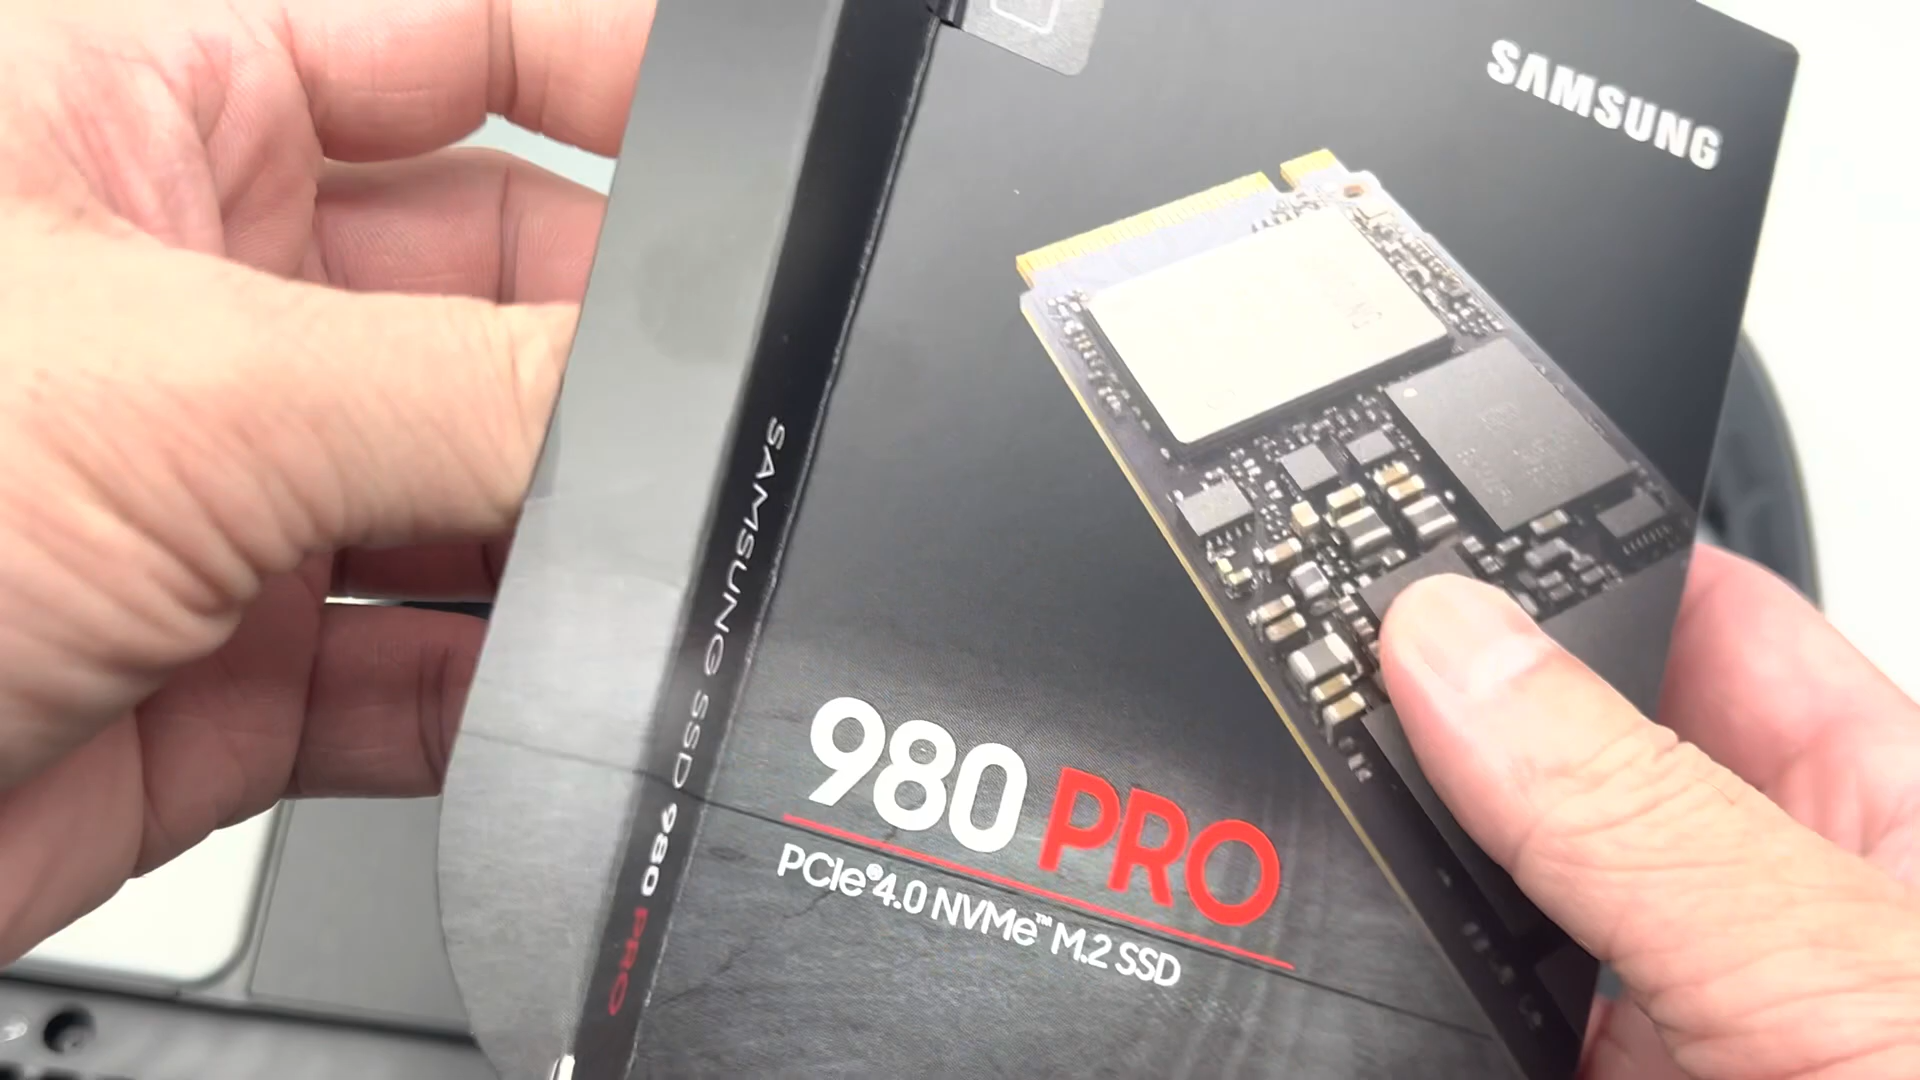 SAMSUNG
SAMSUNG SSD 980 PRO
980 PRO
PCIe® 4.0 NVMe™ M.2 SSD